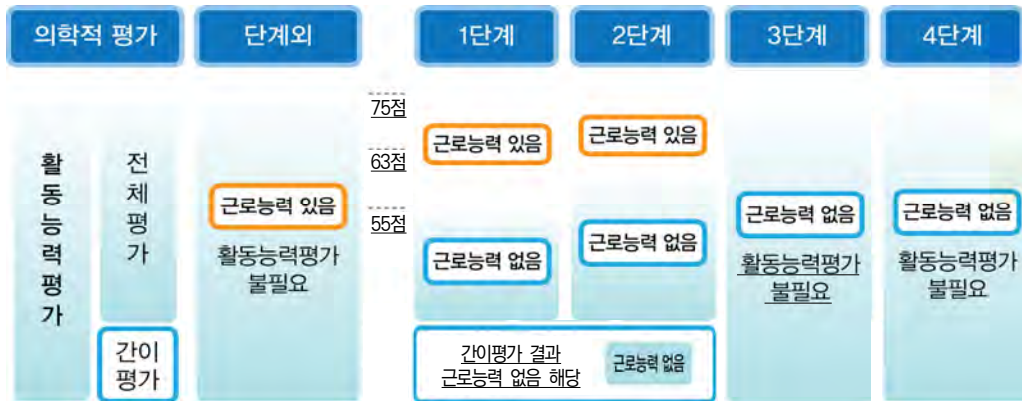 의학적 평가 단계외 1단계 2단계 3단계 4단계
75점
63점
55점
활동능력평가
전체평가
간이
평가
근로능력 있음
활동능력평가
불필요
근로능력 있음
근로능력 없음
근로능력 있음
근로능력 없음
간이평가 결과
근로능력 없음 해당
근로능력 없음
근로능력 없음
활동능력평가
불필요
근로능력 없음
활동능력평가
불필요